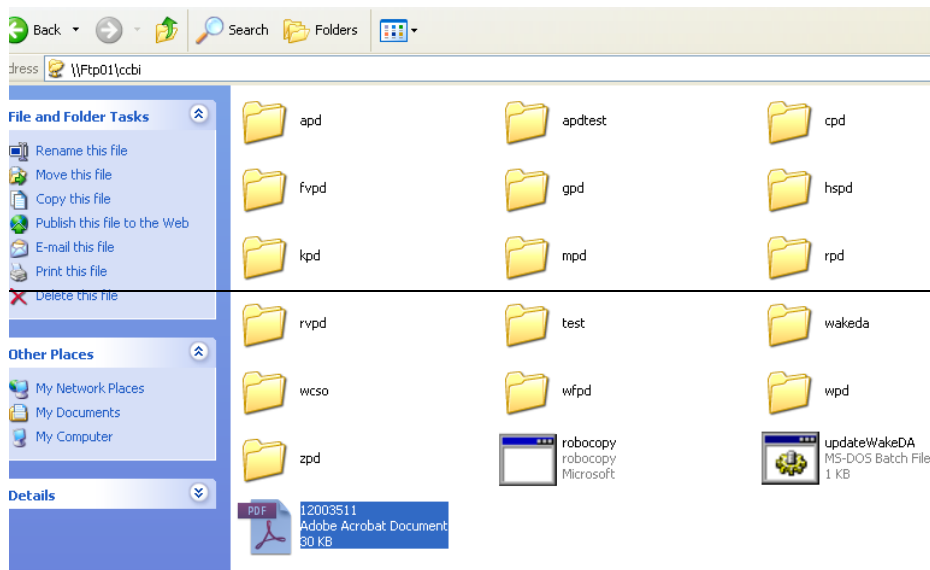 Back
Search
Folders
dress \\Ftp01\ccbi
File and Folder Tasks
Rename this file
Move this file
Copy this file
Publish this file to the Web
E-mail this file
Print this file
Delete this file
Other Places
My Network Places
My Documents
My Computer
Details
apd
apdtest
cpd
fvpd
gpd
hspd
kpd
mpd
rpd
rvpd
test
wakeda
wcso
wfpd
wpd
zpd
robocopy
robocopy
Microsoft
updateWakeDA
MS-DOS Batch File
1 KB
PDF
12003511
Adobe Acrobat Document
30 KB